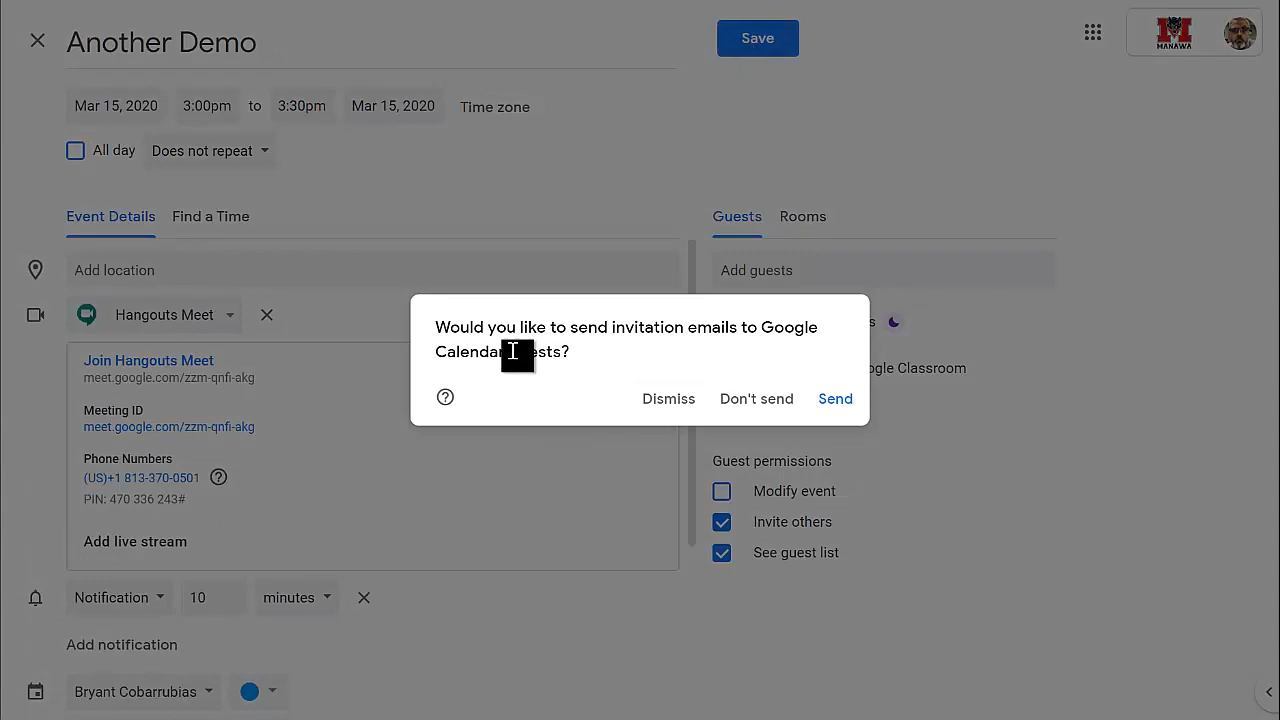 Another Demo
Save
MANAWA
Mar 15, 2020 3:00pm to 3:30pm Mar 15, 2020 Time zone
All day Does not repeat
Event Details Find a Time
Guests Rooms
Add location
Add guests
Hangouts Meet
Join Hangouts Meet
meet.google.com/zzm-qnfi-akg
Meeting ID
meet.google.com/zzm-qnfi-akg
Phone Numbers
(US)+1 813-370-0501
PIN: 470 336 243#
Add live stream
Would you like to send invitation emails to Google
Calendar
Dismiss Don't send Send
Classroom
Guest permissions
Modify event
Invite others
See guest list
Notification 10 minutes
Add notification
Bryant Cobarrubias